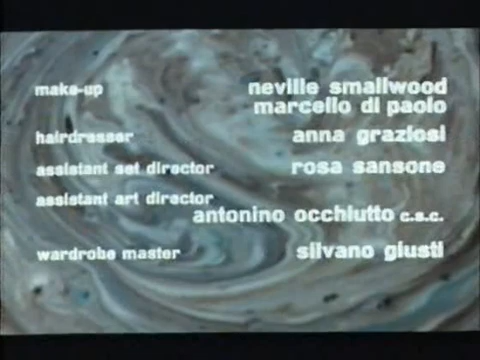 make-up neville smallwood
marcello di paolo
hairdresser anna graziosi
assistant set director rosa sansone
assistant art director
antonino occhiutto c.s.c.
wardrobe master silvano giusti